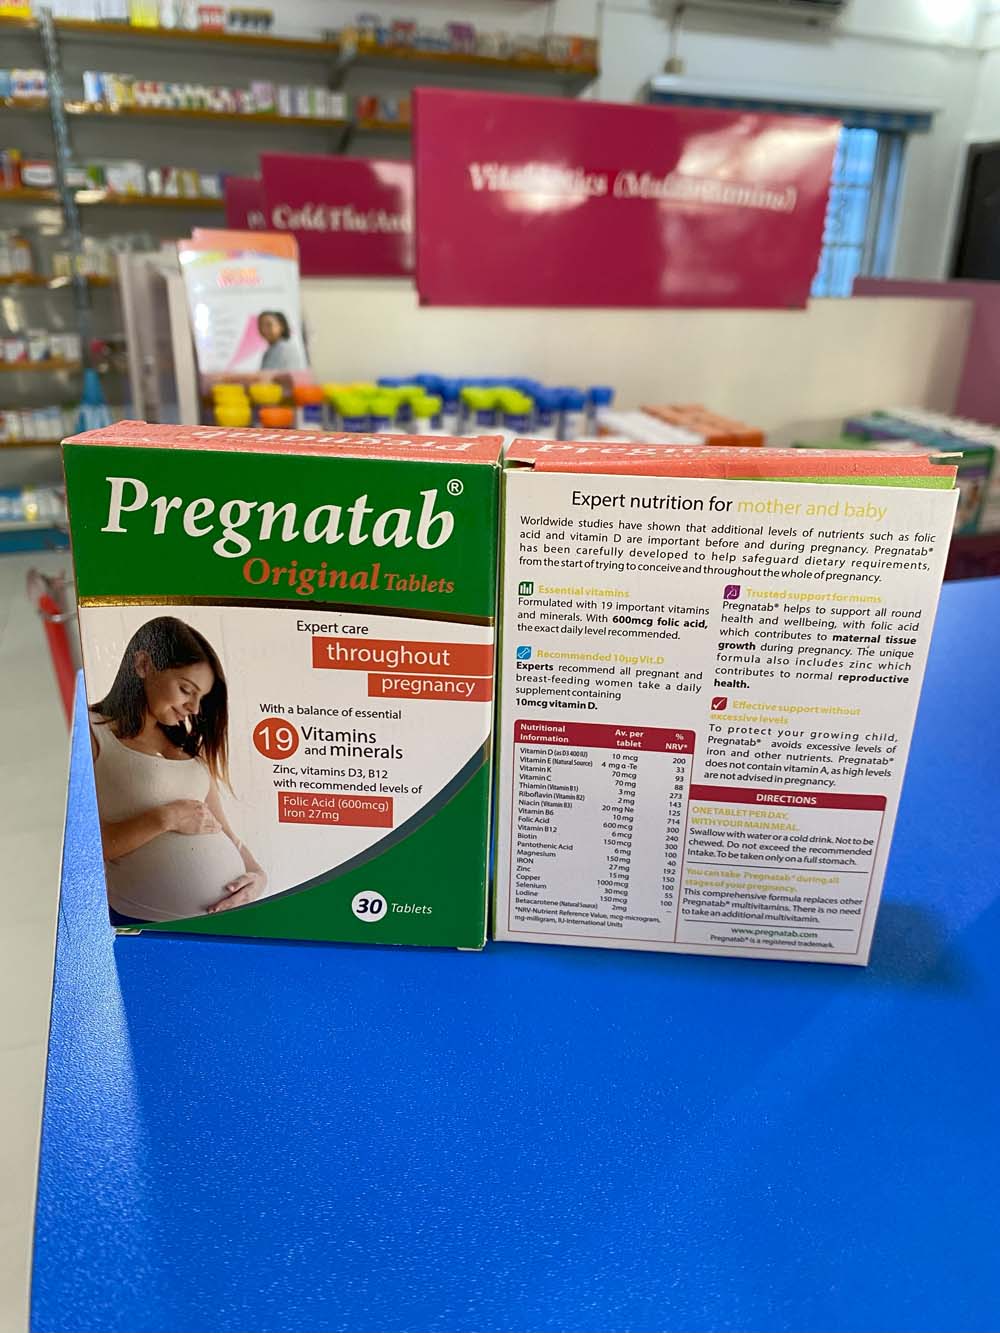 Vitabiotics (Multivitamins)
Cold/Flu/
Pregnatab
Pregnatab
Pregnatab®
Original Tablets
Expert care
throughout
pregnancy
With a balance of essential
19 Vitamins
and minerals
Zinc, vitamins D3, B12
with recommended levels of
Folic Acid (600mcg)
Iron 27mg
30 Tablets
Expert nutrition for mother and baby
Worldwide studies have shown that additional levels of nutrients such as folic
acid and vitamin D are important before and during pregnancy. Pregnatab®
has been carefully developed to help safeguard dietary requirements,
from the start of trying to conceive and throughout the whole of pregnancy.
Essential vitamins
Formulated with 19 important vitamins
and minerals. With 600mcg folic acid,
the exact daily level recommended.
Recommended 10µg Vit.D
Experts recommend all pregnant and
breast-feeding women take a daily
supplement containing
10mcg vitamin D.
Trusted support for mums
Pregnatab® helps to support all round
health and wellbeing, with folic acid
which contributes to maternal tissue
growth during pregnancy. The unique
formula also includes zinc which
contributes to normal reproductive
health.
Effective support without
excessive levels
To protect your growing child,
Pregnatab® avoids excessive levels of
iron and other nutrients. Pregnatab®
does not contain vitamin A, as high levels
are not advised in pregnancy.
Nutritional Information Av. per tablet % NRV*
Vitamin D (as D3 400 IU) 10 mcg 200
Vitamin E (Natural Source) 4 mg α-Te 33
Vitamin K 70mcg 93
Vitamin C 70 mg 88
Thiamin (Vitamin B1) 3 mg 273
Riboflavin (Vitamin B2) 2 mg 143
Niacin (Vitamin B3) 20 mg Ne 125
Vitamin B6 10 mg 714
Folic Acid 600 mcg 300
Vitamin B12 6 mcg 240
Biotin 150 mcg 300
Pantothenic Acid 6 mg 100
Magnesium 150 mg 40
IRON 27 mg 192
Zinc 15 mg 150
Copper 1000 mcg 100
Selenium 30 mcg 55
Lodine 150 mcg 100
Betacarotene (Natural Source) 2mg --
*NRV-Nutrient Reference Value, mcg-microgram,
mg-milligram, IU-International Units
DIRECTIONS
ONE TABLET PER DAY,
WITH YOUR MAIN MEAL.
Swallow with water or a cold drink. Not to be
chewed. Do not exceed the recommended
Intake. To be taken only on a full stomach.
You can take Pregnatab® during all
stages of your pregnancy.
This comprehensive formula replaces other
Pregnatab® multivitamins. There is no need
to take an additional multivitamin.
www.pregnatab.com
Pregnatab® is a registered trademark.